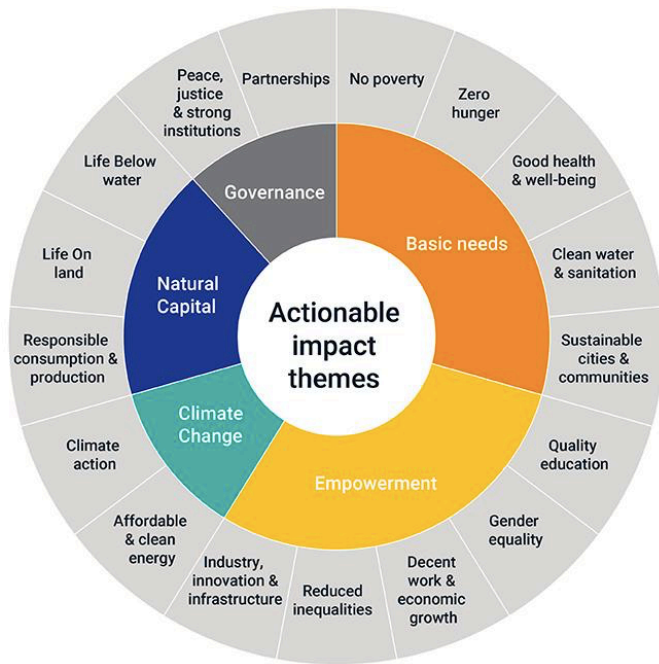 Actionable
impact
themes
Basic needs
Empowerment
Climate
Change
Natural
Capital
Governance
No poverty
Zero
hunger
Good health
& well-being
Clean water
& sanitation
Sustainable
cities &
communities
Quality
education
Gender
equality
Decent
work &
economic
growth
Reduced
inequalities
Industry,
innovation &
infrastructure
Affordable
& clean
energy
Climate
action
Responsible
consumption &
production
Life On
land
Life Below
water
Peace,
justice
& strong
institutions
Partnerships